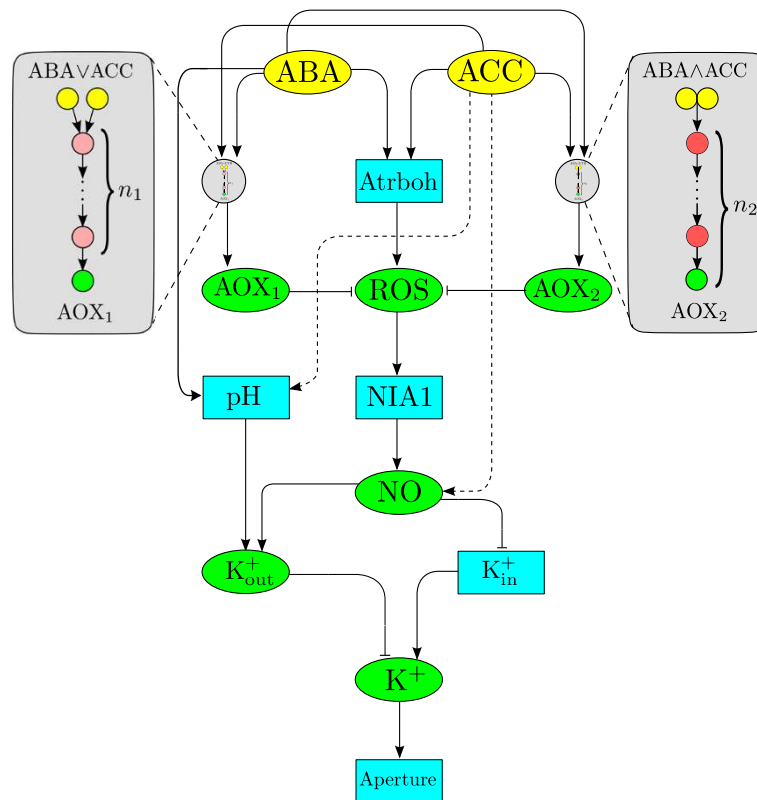 ABA∨ACC
n₁
AOX₁
ABA
ACC
ABA∧ACC
n₂
AOX₂
Atrboh
AOX₁
ROS
AOX₂
pH
NIA1
NO
K⁺out
K⁺in
K⁺
Aperture